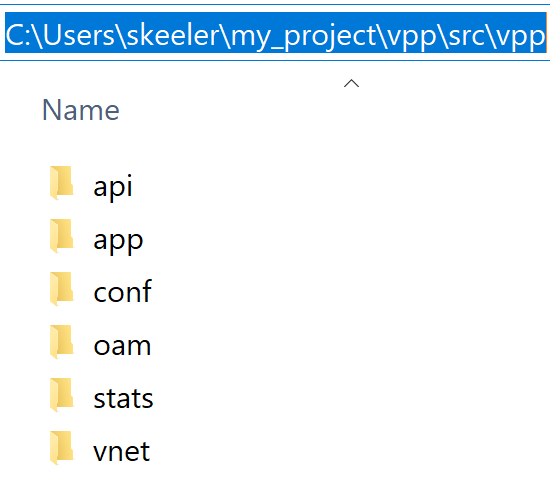 C:\Users\skeeler\my_project\vpp\src\vpp
Name
api
app
conf
oam
stats
vnet